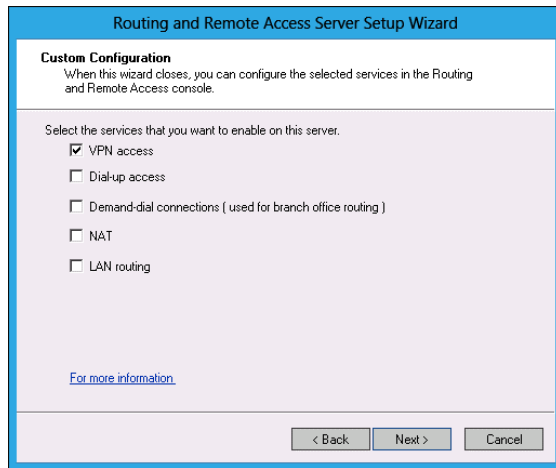 Routing and Remote Access Server Setup Wizard
Custom Configuration
When this wizard closes, you can configure the selected services in the Routing
and Remote Access console.
Select the services that you want to enable on this server.
VPN access
Dial-up access
Demand-dial connections ( used for branch office routing )
NAT
LAN routing
For more information
< Back Next > Cancel